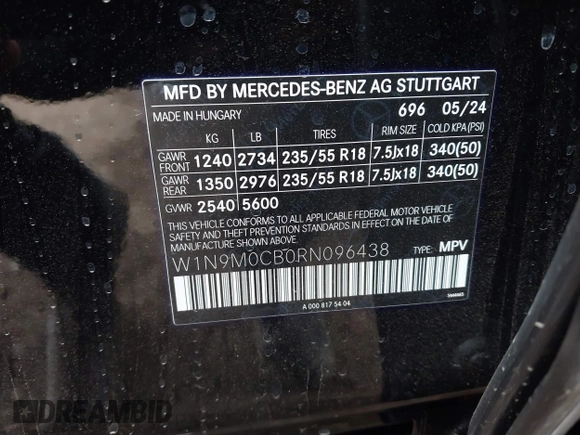 MFD BY MERCEDES-BENZ AG STUTTGART
MADE IN HUNGARY 696 05/24
KG LB TIRES RIM SIZE COLD KPA (PSI)
GAWR FRONT 1240 2734 235/55 R18 7.5Jx18 340(50)
GAWR REAR 1350 2976 235/55 R18 7.5Jx18 340(50)
GVWR 2540 5600
THIS VEHICLE CONFORMS TO ALL APPLICABLE FEDERAL MOTOR VEHICLE
SAFETY AND THEFT PREVENTION STANDARDS IN EFFECT ON THE DATE OF
MANUFACTURE SHOWN ABOVE.
W1N9M0CB0RN096438 TYPE: MPV
A 000 817 54 04
DREAMBID